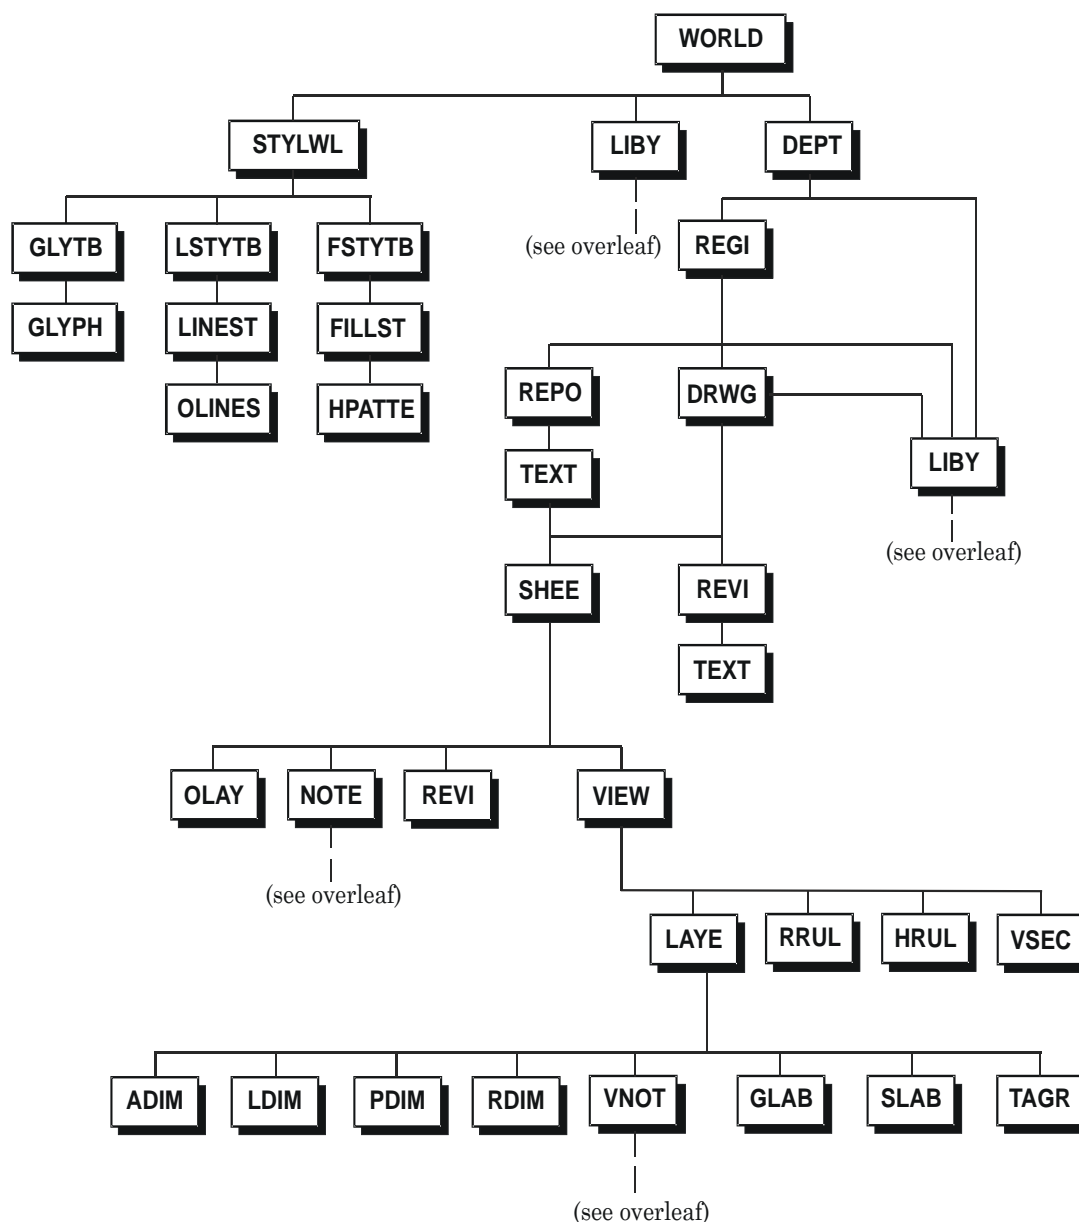 WORLD
STYLWL
LIBY
DEPT
(see overleaf)
GLYTB
LSTYTB
FSTYTB
REGI
GLYPH
LINEST
FILLST
OLINES
HPATTE
REPO
DRWG
LIBY
TEXT
(see overleaf)
SHEE
REVI
TEXT
OLAY
NOTE
REVI
VIEW
(see overleaf)
LAYE
RRUL
HRUL
VSEC
ADIM
LDIM
PDIM
RDIM
VNOT
GLAB
SLAB
TAGR
(see overleaf)